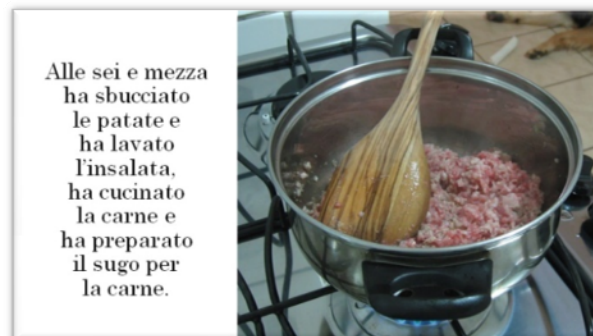 Alle sei e mezza
ha sbucciato
le patate e
ha lavato
l'insalata,
ha cucinato
la carne e
ha preparato
il sugo per
la carne.